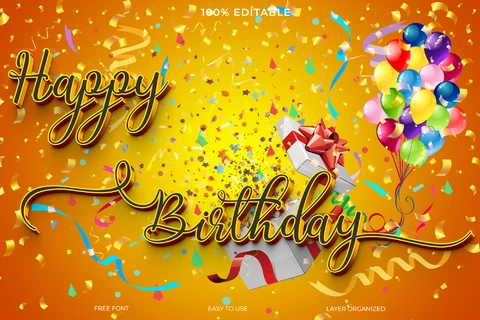 100% EDITABLE
Happy
Birthday
FREE FONT EASY TO USE LAYER ORGANIZED